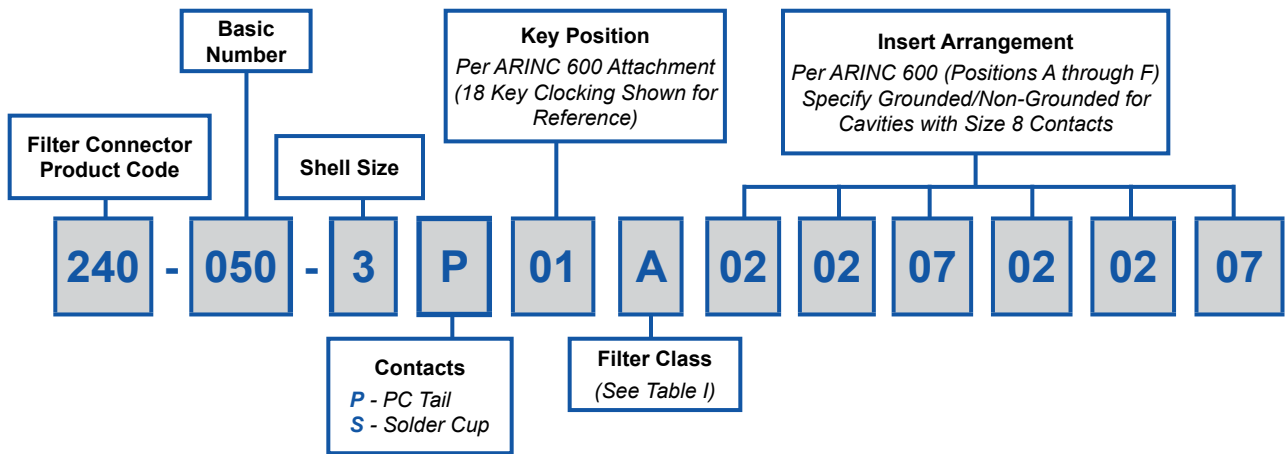 Basic
Number
Key Position
Per ARINC 600 Attachment
(18 Key Clocking Shown for
Reference)
Insert Arrangement
Per ARINC 600 (Positions A through F)
Specify Grounded/Non-Grounded for
Cavities with Size 8 Contacts
Filter Connector
Product Code
Shell Size
240 - 050 - 3 P 01 A 02 02 07 02 02 07
Contacts
P - PC Tail
S - Solder Cup
Filter Class
(See Table I)